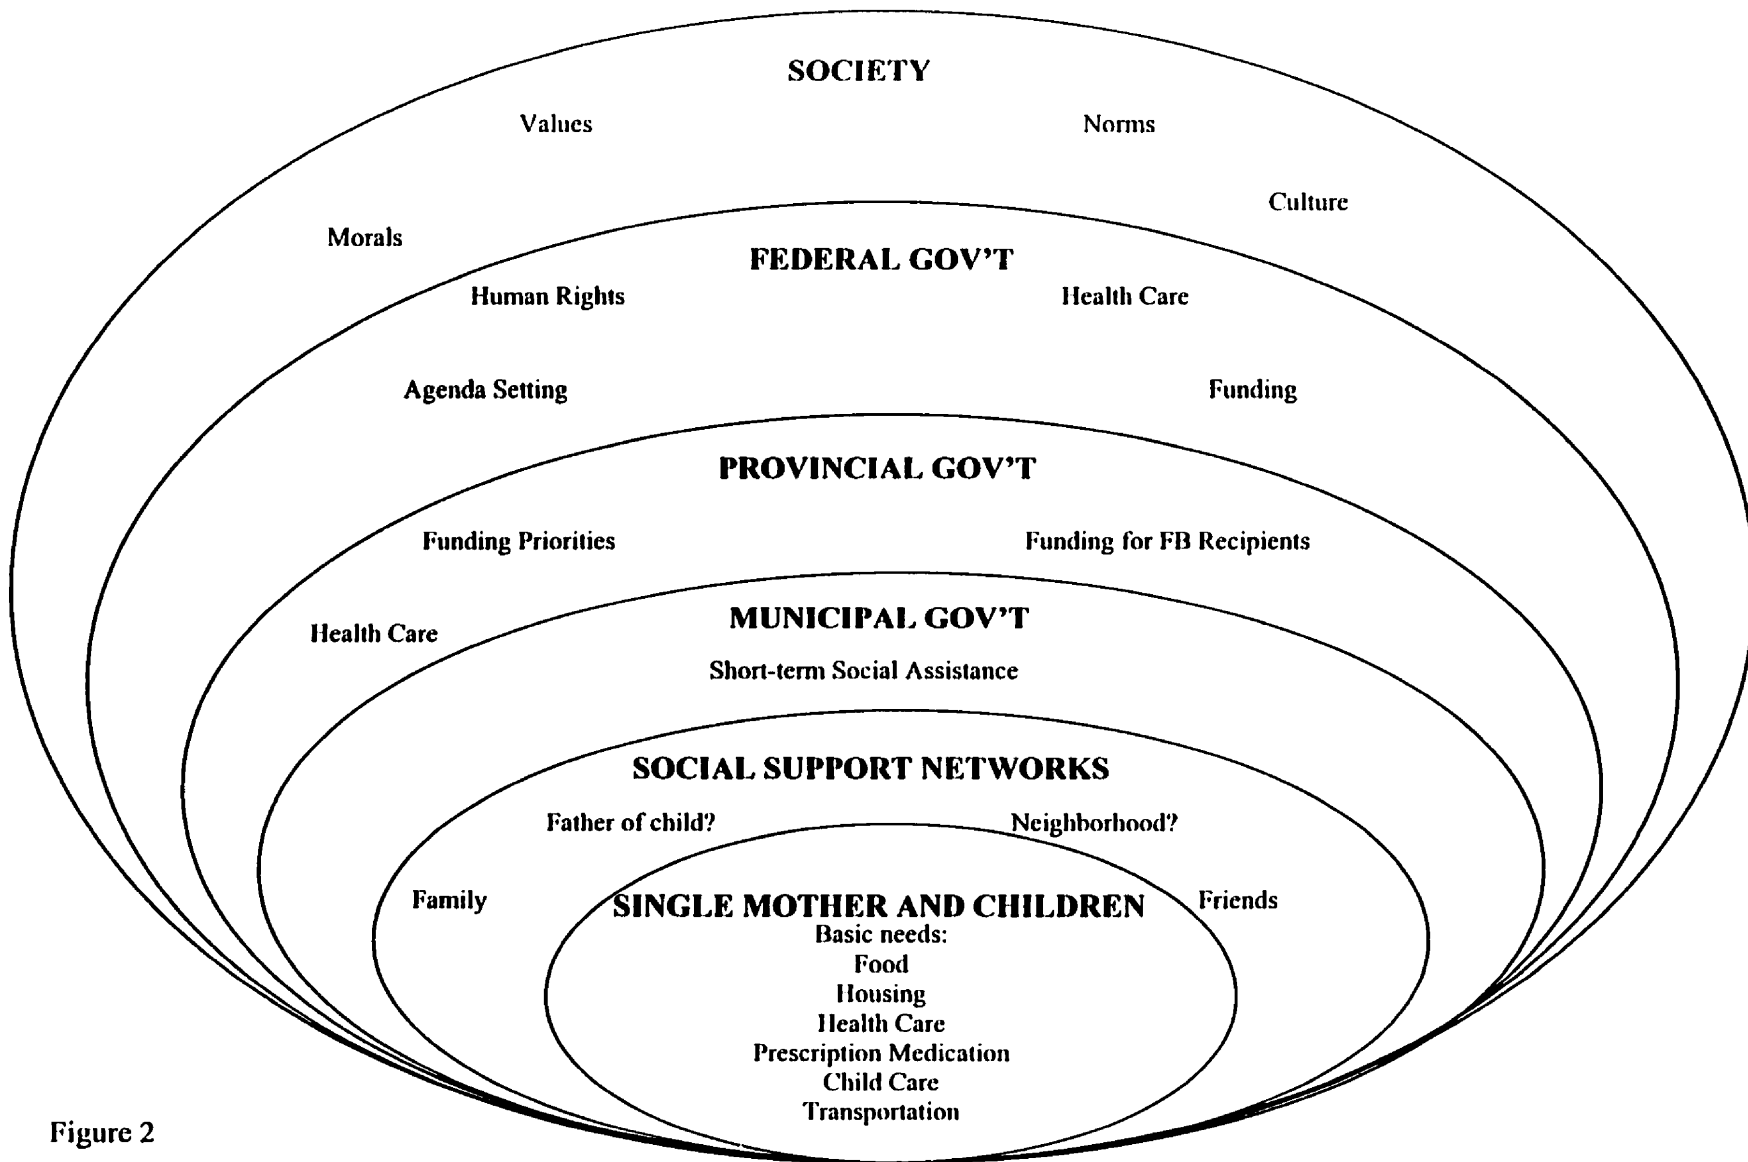 SOCIETY
Values Norms
Culture
Morals
FEDERAL GOV'T
Human Rights Health Care
Agenda Setting Funding
PROVINCIAL GOV'T
Funding Priorities Funding for FB Recipients
MUNICIPAL GOV'T
Health Care
Short-term Social Assistance
SOCIAL SUPPORT NETWORKS
Father of child? Neighborhood?
Family SINGLE MOTHER AND CHILDREN Friends
Basic needs:
Food
Housing
Health Care
Prescription Medication
Child Care
Transportation
Figure 2